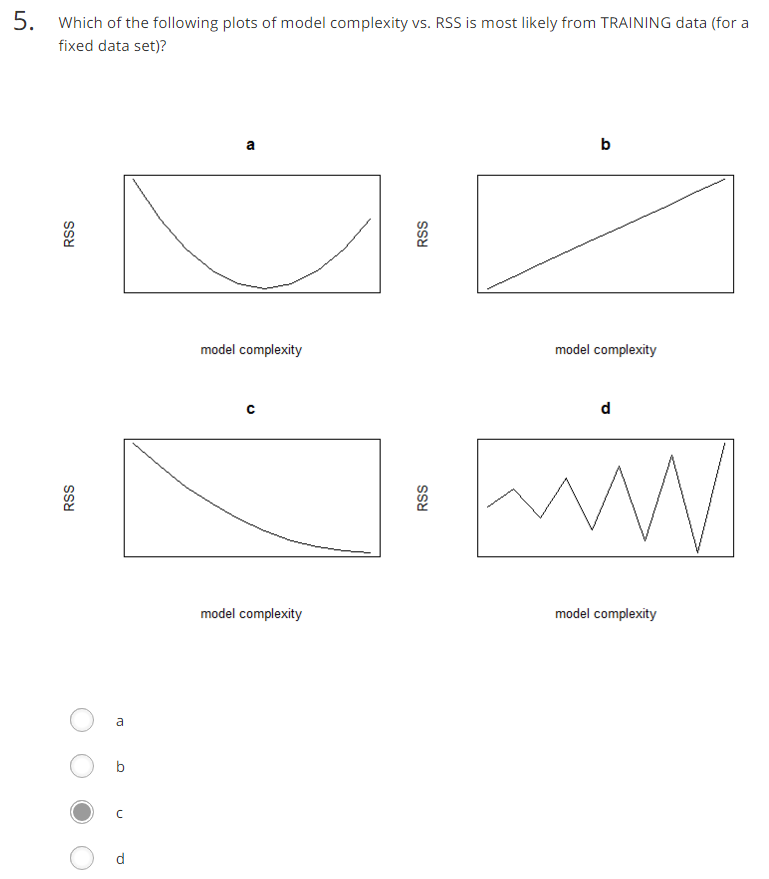 5. Which of the following plots of model complexity vs. RSS is most likely from TRAINING data (for a
fixed data set)?
a
b
RSS
RSS
model complexity
model complexity
c
d
RSS
RSS
model complexity
model complexity
a
b
c
d